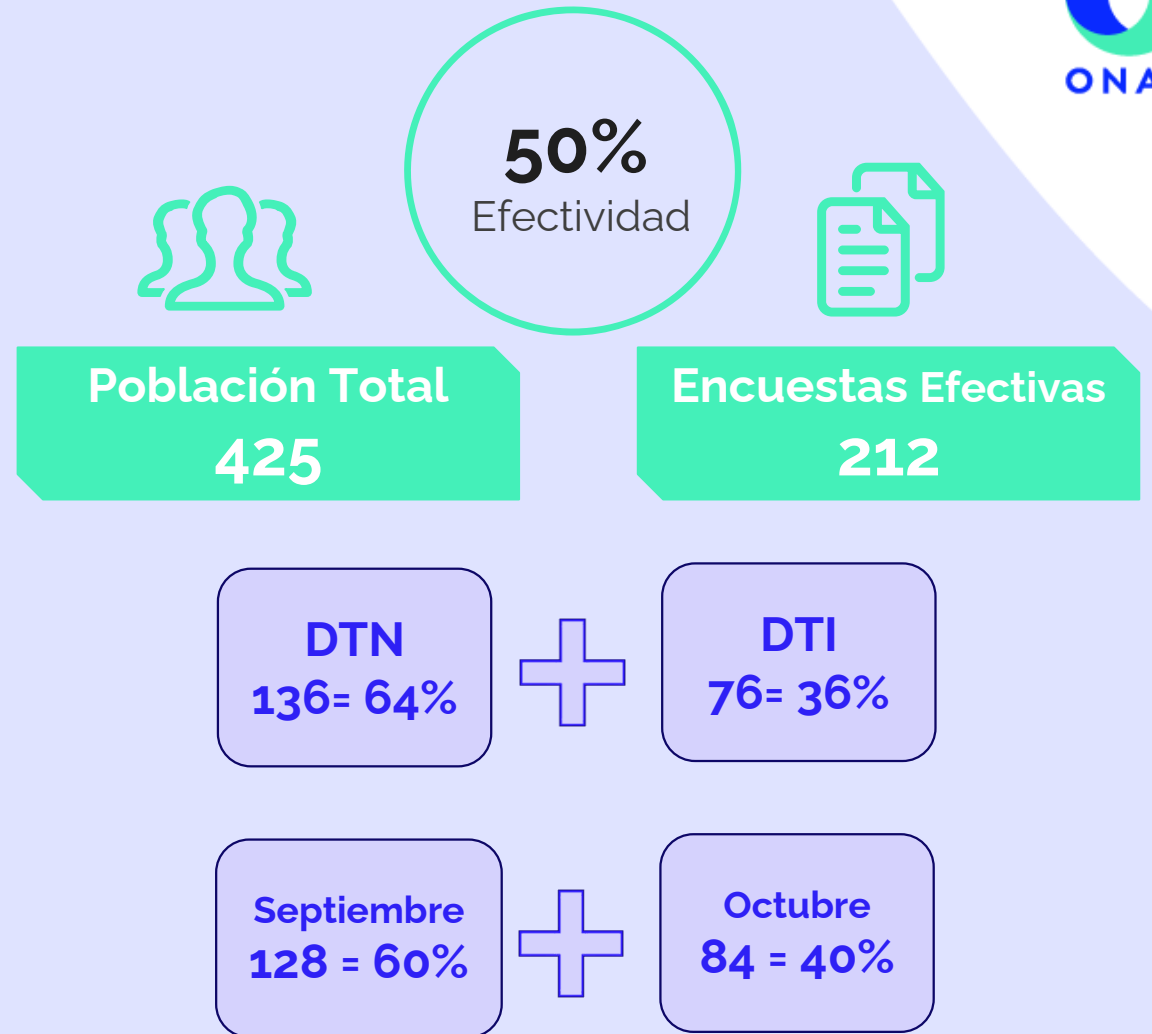 ONA
50%
Efectividad
Población Total
425
Encuestas Efectivas
212
DTN
136= 64%
DTI
76= 36%
Septiembre
128 = 60%
Octubre
84 = 40%